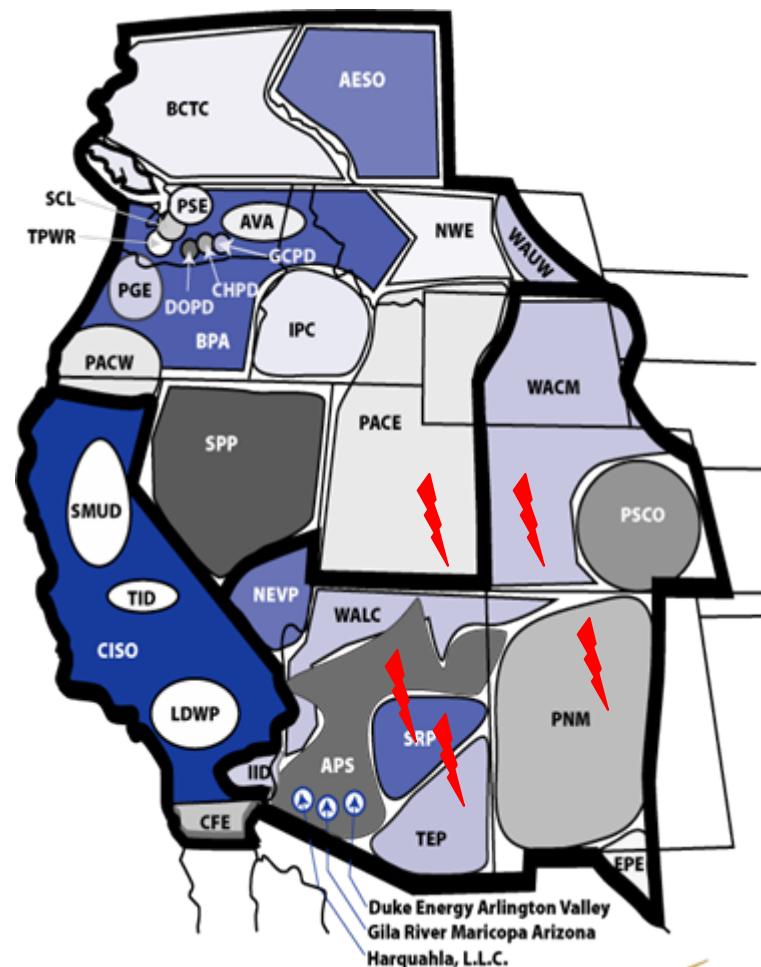 AESO
BCTC
SCL
PSE
TPWR
AVA
NWE
WAUW
GCPD
CHPD
DOPD
PGE
BPA
IPC
PACW
WACM
PACE
SPP
SMUD
PSCO
NEVP
TID
WALC
CISO
LDWP
PNM
SRP
IID
APS
CFE
TEP
EPE
Duke Energy Arlington Valley
Gila River Maricopa Arizona
Harquahla, L.L.C.